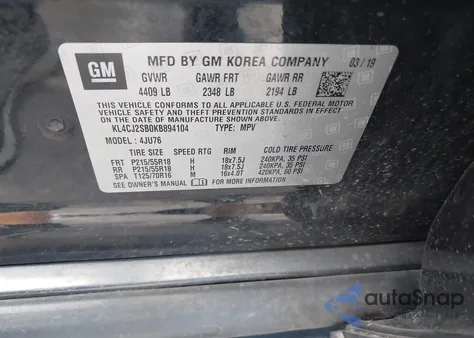 GM
MFD BY GM KOREA COMPANY 03/19
GVWR GAWR FRT GAWR RR
4409 LB 2348 LB 2194 LB
THIS VEHICLE CONFORMS TO ALL APPLICABLE U.S. FEDERAL MOTOR
VEHICLE SAFETY, BUMPER, AND THEFT PREVENTION STANDARDS
IN EFFECT ON THE DATE OF MANUFACTURE SHOWN ABOVE.
KL4CJ2SB0KB894104 TYPE: MPV
MODEL: 4JU76
TIRE SIZE SPEED RTG RIM COLD TIRE PRESSURE
FRT P215/55R18 H 18x7.5J 240KPA, 35 PSI
RR P215/55R18 H 18x7.5J 240KPA, 35 PSI
SPA T125/70R16 M 16x4.0T 420KPA, 60 PSI
SEE OWNER'S MANUAL FOR MORE INFORMATION.
autoSnap